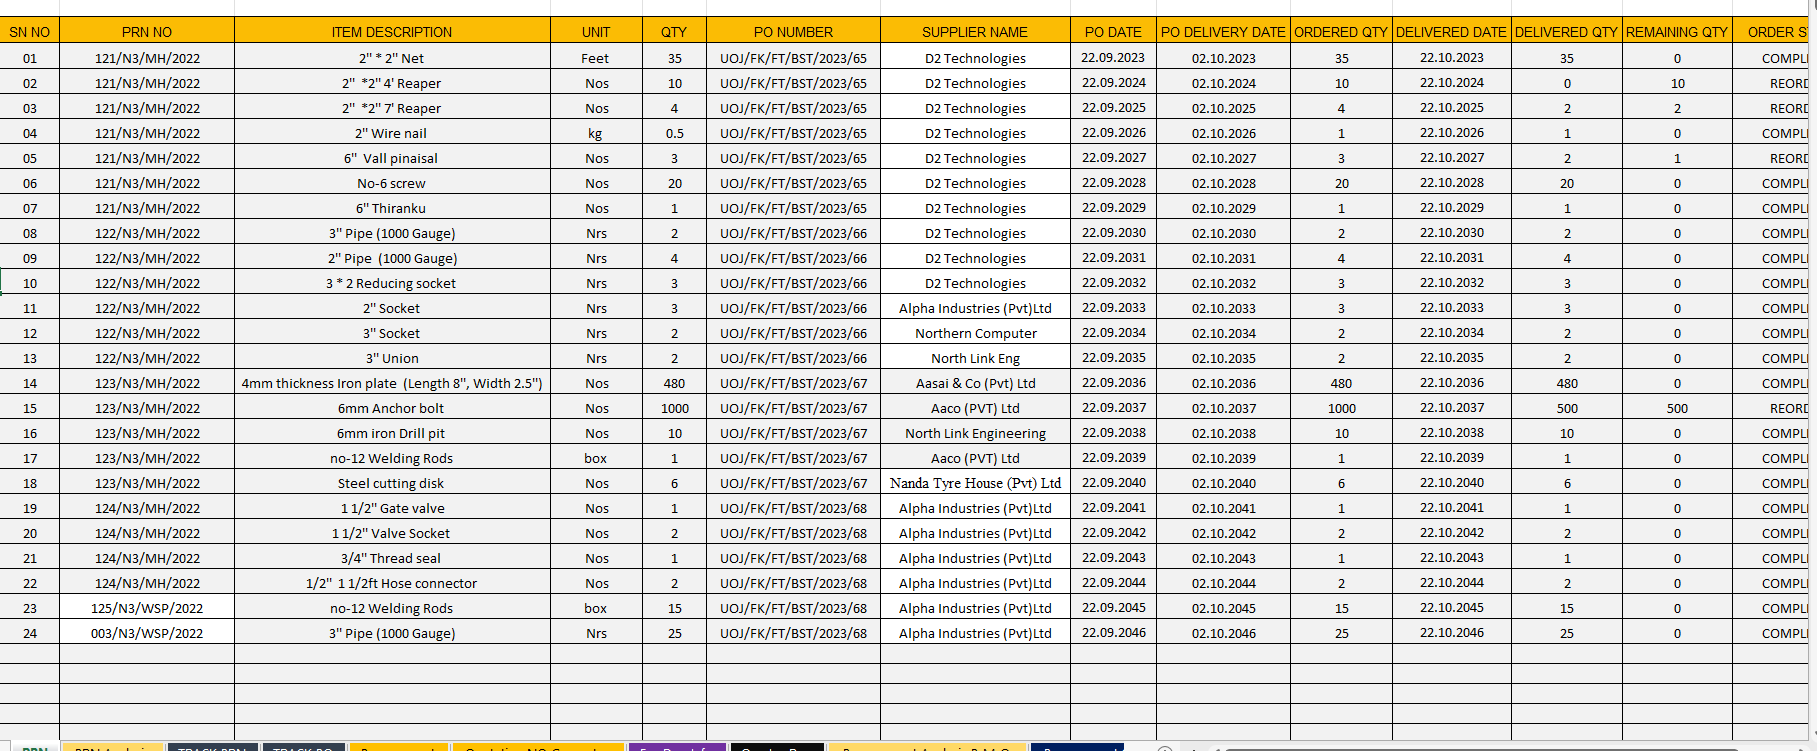 SN NO PRN NO ITEM DESCRIPTION UNIT QTY PO NUMBER SUPPLIER NAME PO DATE PO DELIVERY DATE ORDERED QTY DELIVERED DATE DELIVERED QTY REMAINING QTY ORDER S
01 121/N3/MH/2022 2" * 2" Net Feet 35 UOJ/FK/FT/BST/2023/65 D2 Technologies 22.09.2023 02.10.2023 35 22.10.2023 35 0 COMPL
02 121/N3/MH/2022 2"  *2" 4' Reaper Nos 10 UOJ/FK/FT/BST/2023/65 D2 Technologies 22.09.2024 02.10.2024 10 22.10.2024 0 10 REORD
03 121/N3/MH/2022 2"  *2" 7' Reaper Nos 4 UOJ/FK/FT/BST/2023/65 D2 Technologies 22.09.2025 02.10.2025 4 22.10.2025 2 2 REORD
04 121/N3/MH/2022 2" Wire nail kg 0.5 UOJ/FK/FT/BST/2023/65 D2 Technologies 22.09.2026 02.10.2026 1 22.10.2026 1 0 COMPL
05 121/N3/MH/2022 6"  Vall pinaisal Nos 3 UOJ/FK/FT/BST/2023/65 D2 Technologies 22.09.2027 02.10.2027 3 22.10.2027 2 1 REORD
06 121/N3/MH/2022 No-6 screw Nos 20 UOJ/FK/FT/BST/2023/65 D2 Technologies 22.09.2028 02.10.2028 20 22.10.2028 20 0 COMPL
07 121/N3/MH/2022 6" Thiranku Nos 1 UOJ/FK/FT/BST/2023/65 D2 Technologies 22.09.2029 02.10.2029 1 22.10.2029 1 0 COMPL
08 122/N3/MH/2022 3" Pipe (1000 Gauge) Nrs 2 UOJ/FK/FT/BST/2023/66 D2 Technologies 22.09.2030 02.10.2030 2 22.10.2030 2 0 COMPL
09 122/N3/MH/2022 2" Pipe  (1000 Gauge) Nrs 4 UOJ/FK/FT/BST/2023/66 D2 Technologies 22.09.2031 02.10.2031 4 22.10.2031 4 0 COMPL
10 122/N3/MH/2022 3 * 2 Reducing socket Nrs 3 UOJ/FK/FT/BST/2023/66 D2 Technologies 22.09.2032 02.10.2032 3 22.10.2032 3 0 COMPL
11 122/N3/MH/2022 2" Socket Nrs 3 UOJ/FK/FT/BST/2023/66 Alpha Industries (Pvt)Ltd 22.09.2033 02.10.2033 3 22.10.2033 3 0 COMPL
12 122/N3/MH/2022 3" Socket Nrs 2 UOJ/FK/FT/BST/2023/66 Northern Computer 22.09.2034 02.10.2034 2 22.10.2034 2 0 COMPL
13 122/N3/MH/2022 3" Union Nrs 2 UOJ/FK/FT/BST/2023/66 North Link Eng 22.09.2035 02.10.2035 2 22.10.2035 2 0 COMPL
14 123/N3/MH/2022 4mm thickness Iron plate  (Length 8", Width 2.5") Nos 480 UOJ/FK/FT/BST/2023/67 Aasai & Co (Pvt) Ltd 22.09.2036 02.10.2036 480 22.10.2036 480 0 COMPL
15 123/N3/MH/2022 6mm Anchor bolt Nos 1000 UOJ/FK/FT/BST/2023/67 Aaco (PVT) Ltd 22.09.2037 02.10.2037 1000 22.10.2037 500 500 REORD
16 123/N3/MH/2022 6mm iron Drill pit Nos 10 UOJ/FK/FT/BST/2023/67 North Link Engineering 22.09.2038 02.10.2038 10 22.10.2038 10 0 COMPL
17 123/N3/MH/2022 no-12 Welding Rods box 1 UOJ/FK/FT/BST/2023/67 Aaco (PVT) Ltd 22.09.2039 02.10.2039 1 22.10.2039 1 0 COMPL
18 123/N3/MH/2022 Steel cutting disk Nos 6 UOJ/FK/FT/BST/2023/67 Nanda Tyre House (Pvt) Ltd 22.09.2040 02.10.2040 6 22.10.2040 6 0 COMPL
19 124/N3/MH/2022 1 1/2" Gate valve Nos 1 UOJ/FK/FT/BST/2023/68 Alpha Industries (Pvt)Ltd 22.09.2041 02.10.2041 1 22.10.2041 1 0 COMPL
20 124/N3/MH/2022 1 1/2" Valve Socket Nos 2 UOJ/FK/FT/BST/2023/68 Alpha Industries (Pvt)Ltd 22.09.2042 02.10.2042 2 22.10.2042 2 0 COMPL
21 124/N3/MH/2022 3/4" Thread seal Nos 1 UOJ/FK/FT/BST/2023/68 Alpha Industries (Pvt)Ltd 22.09.2043 02.10.2043 1 22.10.2043 1 0 COMPL
22 124/N3/MH/2022 1/2"  1 1/2ft Hose connector Nos 2 UOJ/FK/FT/BST/2023/68 Alpha Industries (Pvt)Ltd 22.09.2044 02.10.2044 2 22.10.2044 2 0 COMPL
23 125/N3/WSP/2022 no-12 Welding Rods box 15 UOJ/FK/FT/BST/2023/68 Alpha Industries (Pvt)Ltd 22.09.2045 02.10.2045 15 22.10.2045 15 0 COMPL
24 003/N3/WSP/2022 3" Pipe (1000 Gauge) Nrs 25 UOJ/FK/FT/BST/2023/68 Alpha Industries (Pvt)Ltd 22.09.2046 02.10.2046 25 22.10.2046 25 0 COMPL
PRN PRN Analysis TRACK PRN TRACK PO